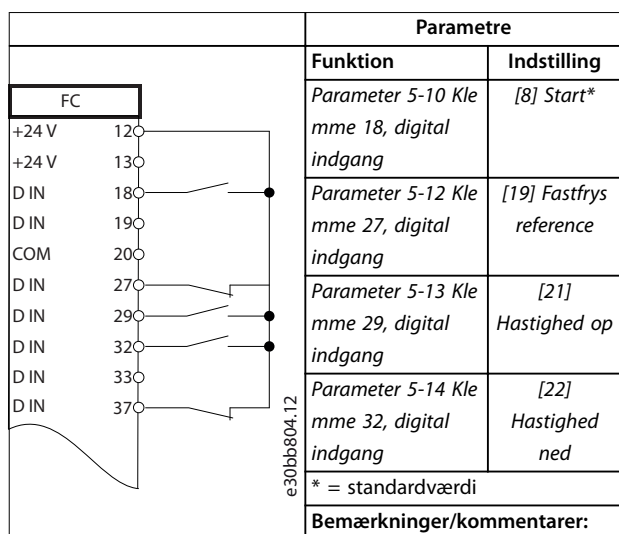 Parametre
Funktion Indstilling
FC
+24 V 12
+24 V 13
D IN 18
D IN 19
COM 20
D IN 27
D IN 29
D IN 32
D IN 33
D IN 37
e30bb804.12
Parameter 5-10 Kle
mme 18, digital
indgang
[8] Start*
Parameter 5-12 Kle
mme 27, digital
indgang
[19] Fastfrys
reference
Parameter 5-13 Kle
mme 29, digital
indgang
[21]
Hastighed op
Parameter 5-14 Kle
mme 32, digital
indgang
[22]
Hastighed
ned
* = standardværdi
Bemærkninger/kommentarer: